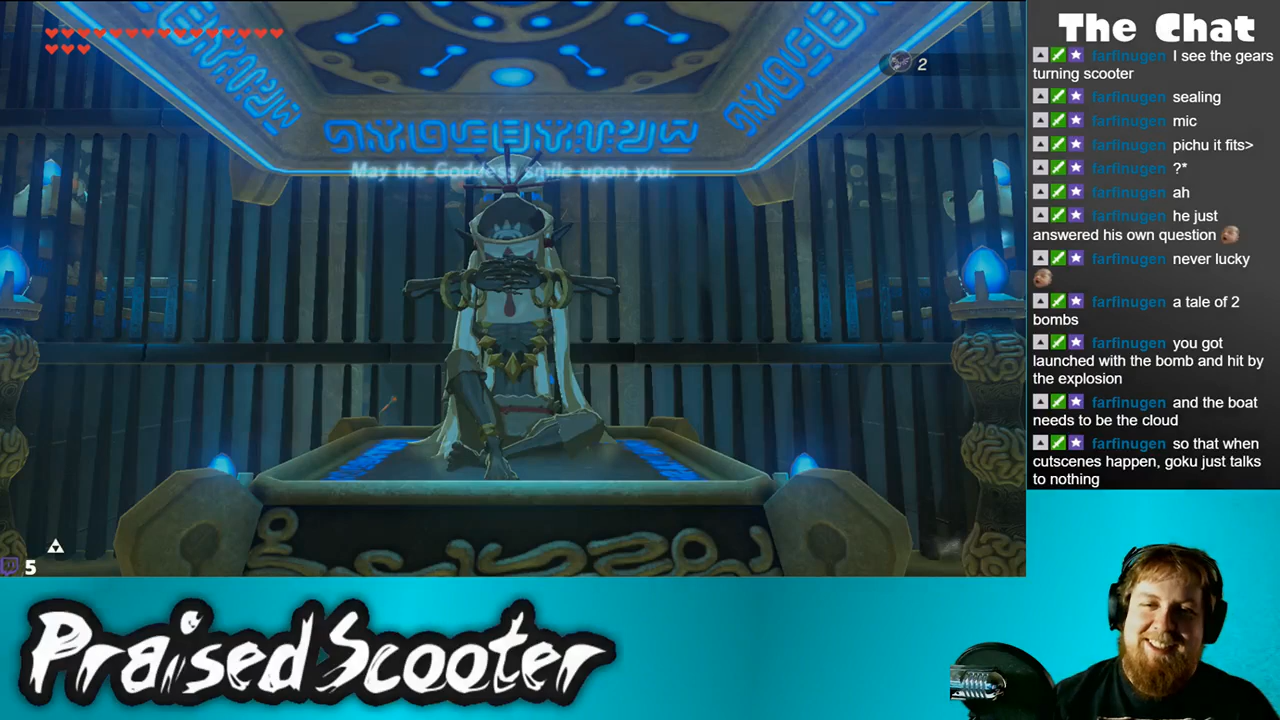 2
May the Goddess smile upon you.
5
PraisedScooter
The Chat
farfinugen I see the gears
turning scooter
farfinugen sealing
farfinugen mic
farfinugen pichu it fits>
farfinugen ?*
farfinugen ah
farfinugen he just
answered his own question
farfinugen never lucky
farfinugen a tale of 2
bombs
farfinugen you got
launched with the bomb and hit by
the explosion
farfinugen and the boat
needs to be the cloud
farfinugen so that when
cutscenes happen, goku just talks
to nothing